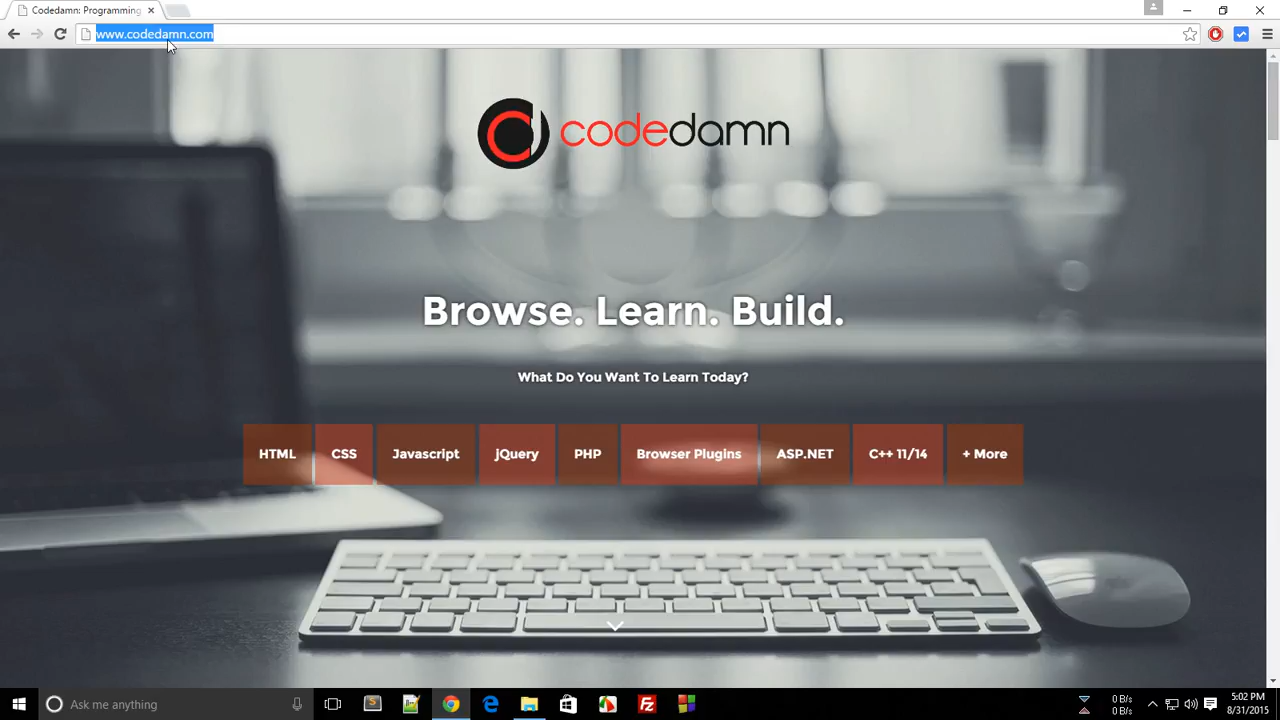 Codedamn: Programming
www.codedamn.com
codedamn
Browse. Learn. Build.
What Do You Want To Learn Today?
HTML CSS Javascript jQuery PHP Browser Plugins ASP.NET C++ 11/14 + More
Ask me anything
0 B/s
0 B/s
5:02 PM
8/31/2015